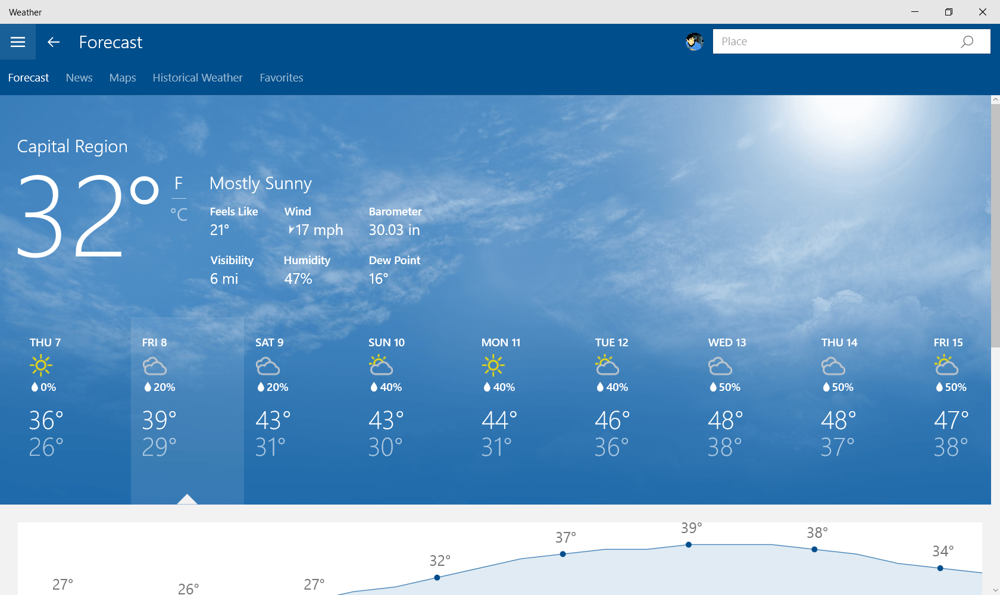 Weather
Forecast
Place
Forecast News Maps Historical Weather Favorites
Capital Region
32° F
°C
Mostly Sunny
Feels Like Wind Barometer
21° 17 mph 30.03 in
Visibility Humidity Dew Point
6 mi 47% 16°
THU 7 FRI 8 SAT 9 SUN 10 MON 11 TUE 12 WED 13 THU 14 FRI 15
0% 20% 20% 40% 40% 40% 50% 50% 50%
36° 39° 43° 43° 44° 46° 48° 48° 47°
26° 29° 31° 30° 31° 36° 38° 37° 38°
27° 26° 27° 32° 37° 39° 38° 34°